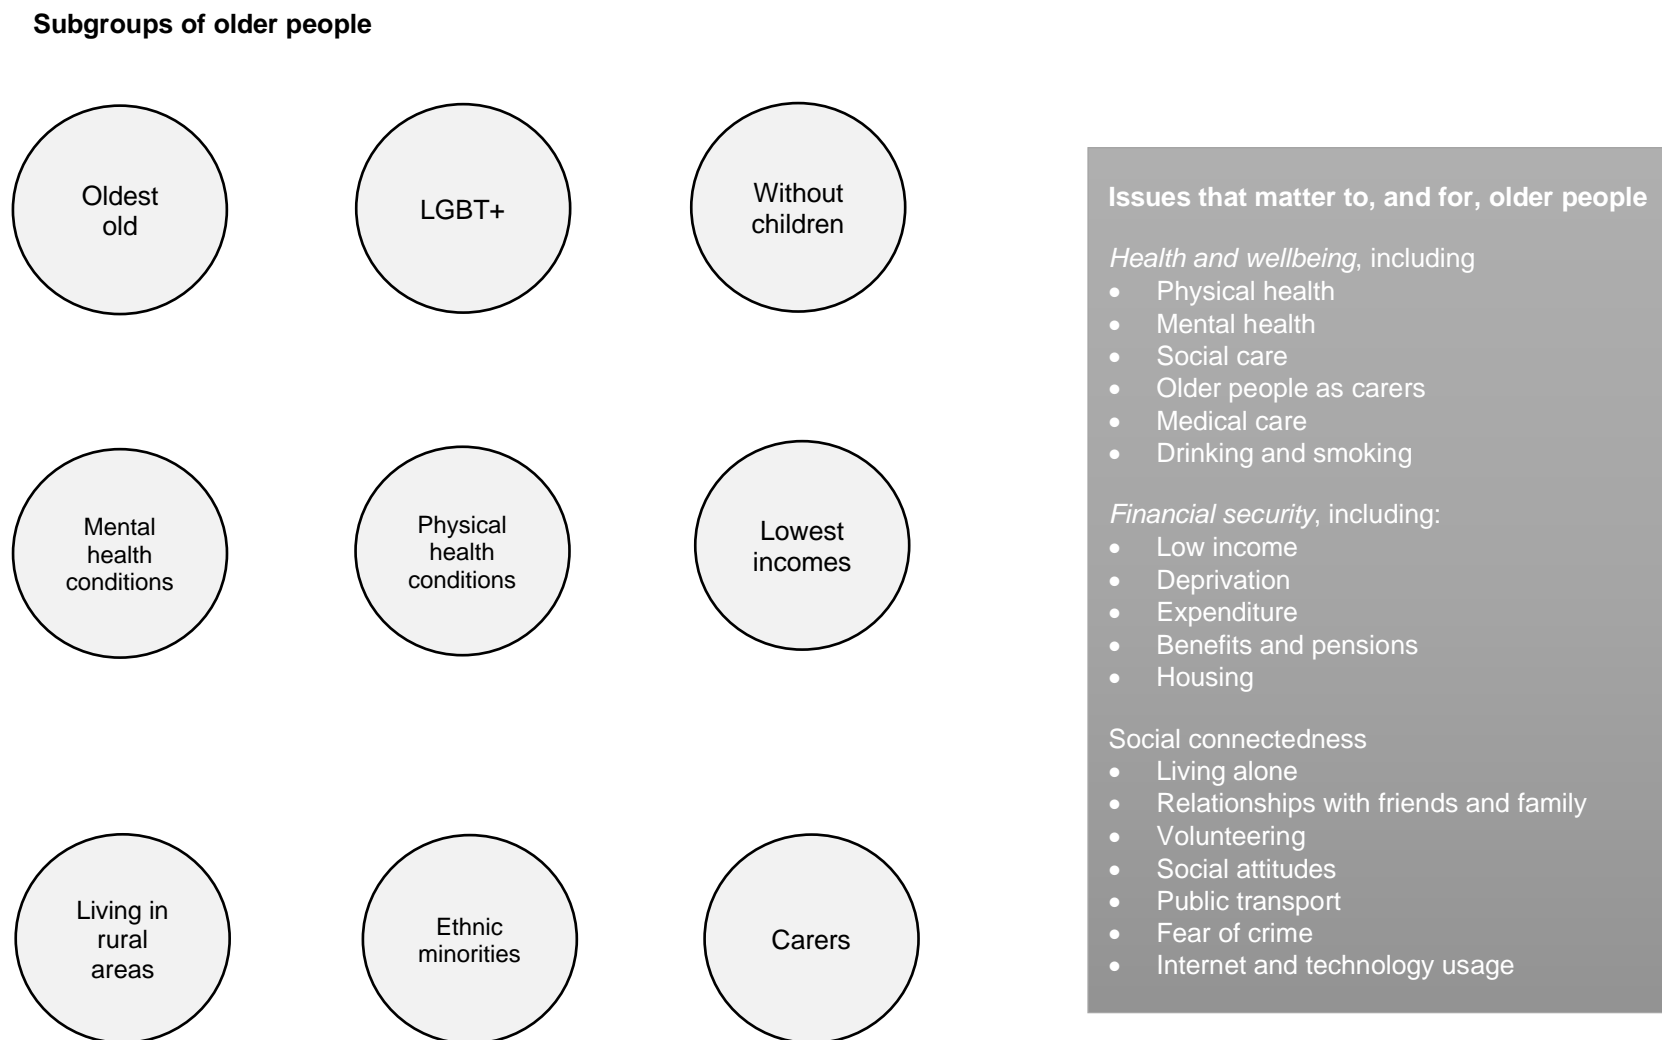 Subgroups of older people
Oldest
old
LGBT+
Without
children
Mental
health
conditions
Physical
health
conditions
Lowest
incomes
Living in
rural
areas
Ethnic
minorities
Carers
Issues that matter to, and for, older people
Health and wellbeing, including
• Physical health
• Mental health
• Social care
• Older people as carers
• Medical care
• Drinking and smoking
Financial security, including:
• Low income
• Deprivation
• Expenditure
• Benefits and pensions
• Housing
Social connectedness
• Living alone
• Relationships with friends and family
• Volunteering
• Social attitudes
• Public transport
• Fear of crime
• Internet and technology usage